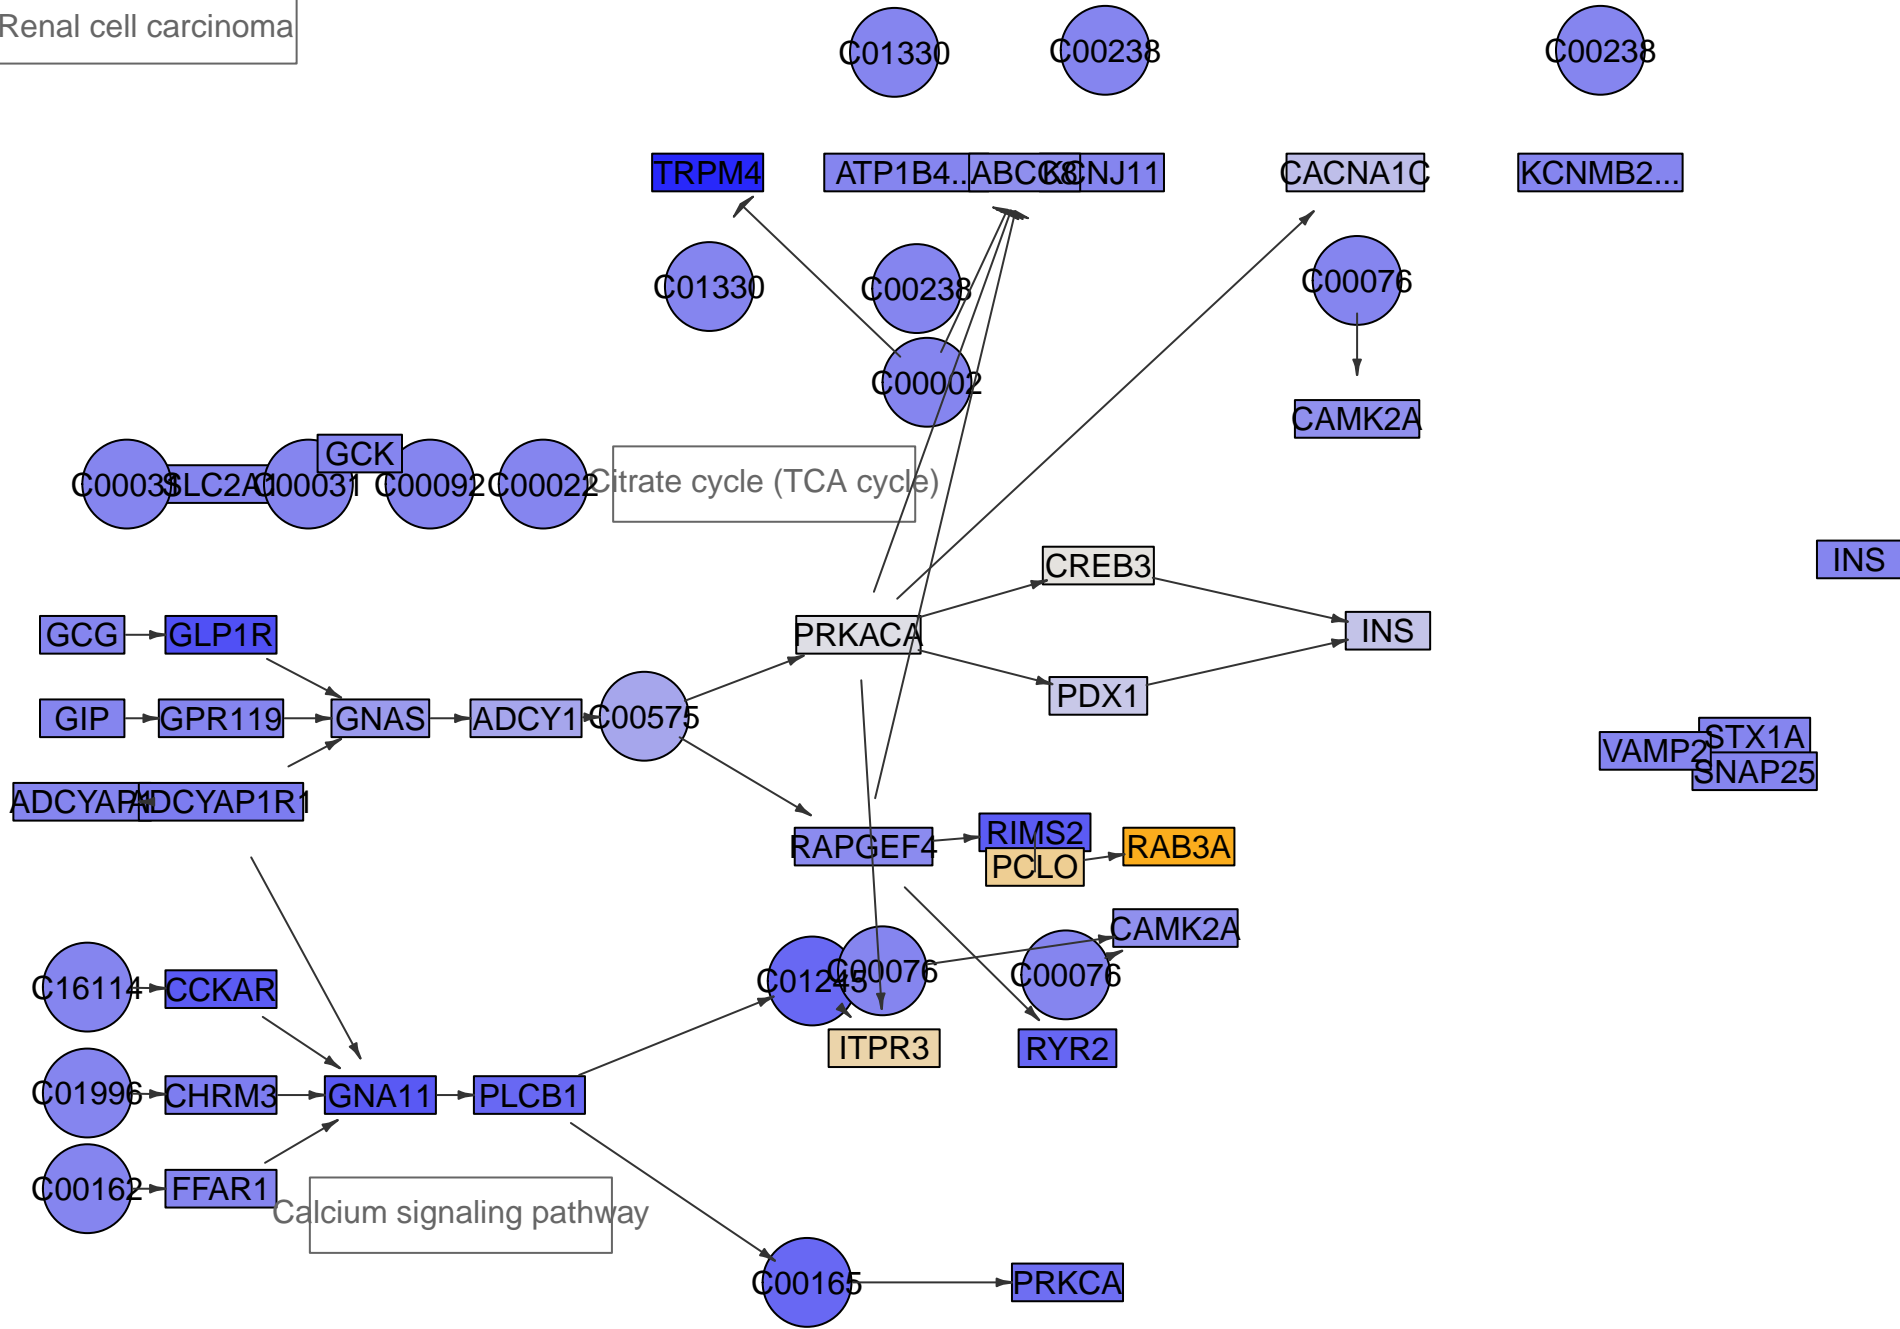 Renal cell carcinoma
C01330
C00238
C00238
TRPM4
ATP1B4...
ABCC8
KCNJ11
CACNA1C
KCNMB2...
C01330
C00238
C00076
C00002
CAMK2A
C00031
SLC2A1
C00031
GCK
C00092
C00022
Citrate cycle (TCA cycle)
CREB3
INS
GCG
GLP1R
PRKACA
INS
GIP
GPR119
GNAS
ADCY1
C00575
PDX1
VAMP2
STX1A
SNAP25
ADCYAP1
ADCYAP1R1
RAPGEF4
RIMS2
PCLO
RAB3A
CAMK2A
C16114
CCKAR
C01245
C00076
C00076
ITPR3
RYR2
C01996
CHRM3
GNA11
PLCB1
C00162
FFAR1
Calcium signaling pathway
C00165
PRKCA